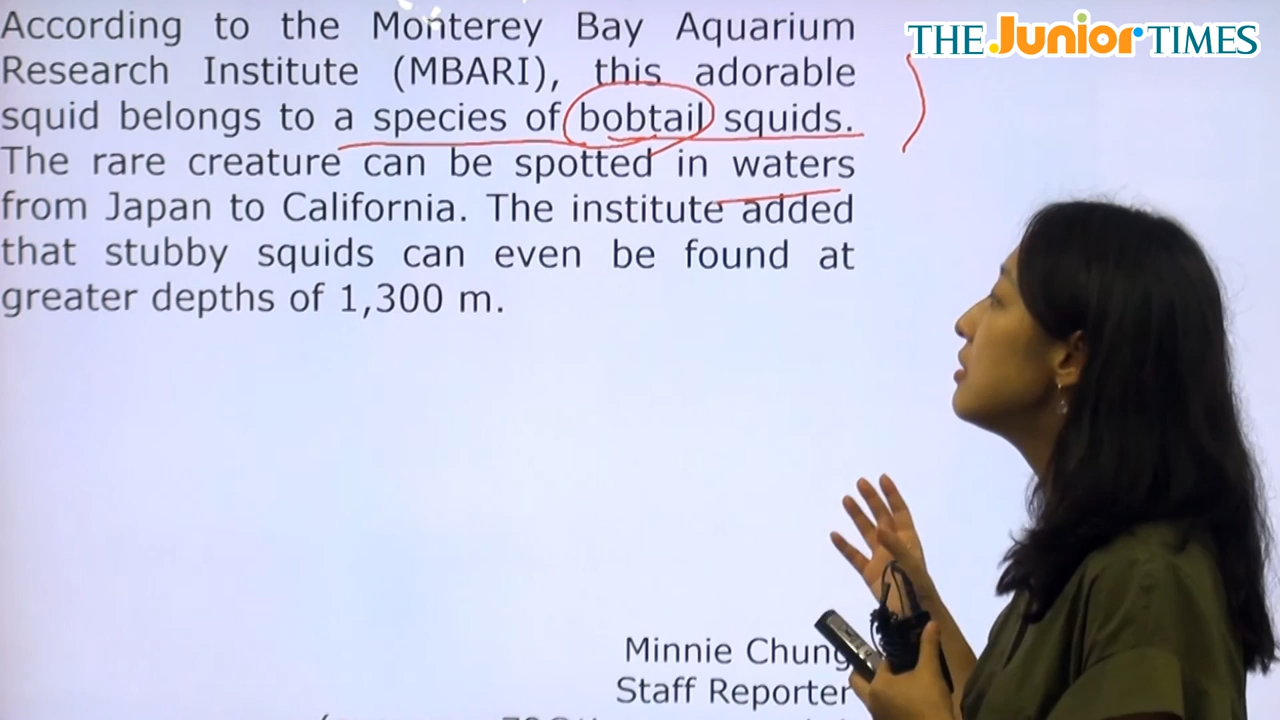 THE Junior TIMES
According to the Monterey Bay Aquarium
Research Institute (MBARI), this adorable
squid belongs to a species of bobtail squids.
The rare creature can be spotted in waters
from Japan to California. The institute added
that stubby squids can even be found at
greater depths of 1,300 m.
Minnie Chung
Staff Reporter